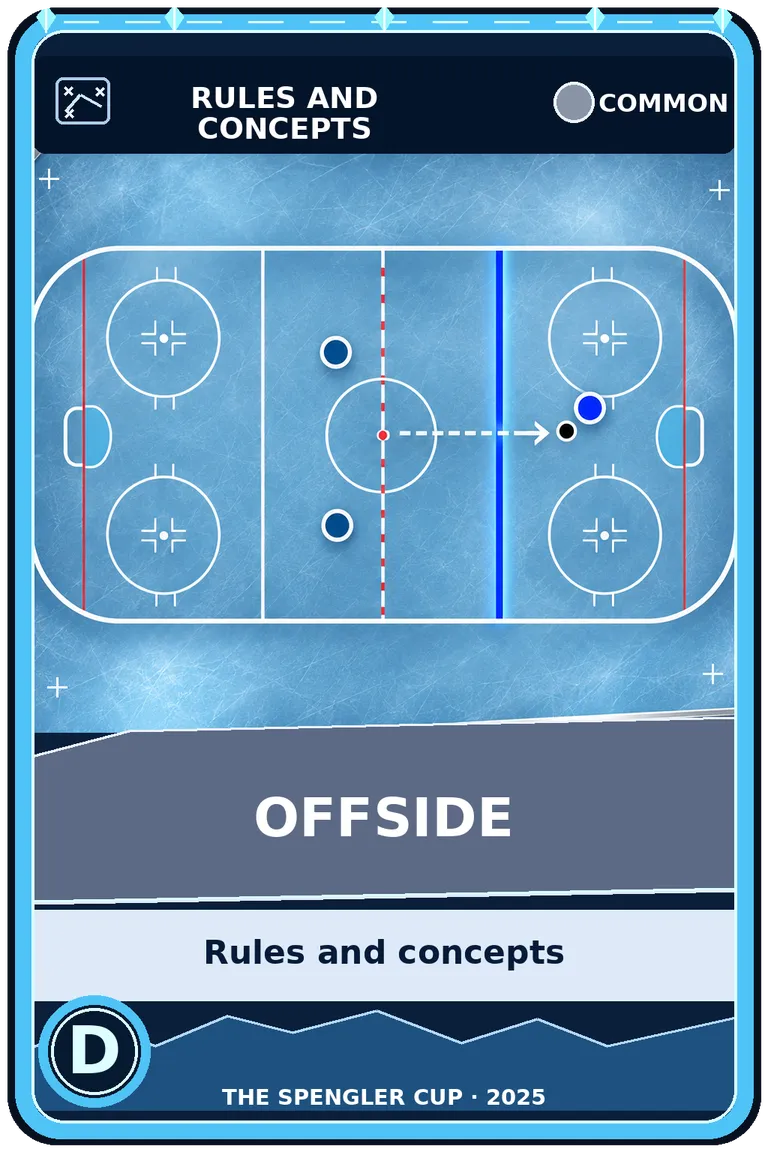 RULES AND
CONCEPTS
COMMON
OFFSIDE
Rules and concepts
D
THE SPENGLER CUP · 2025